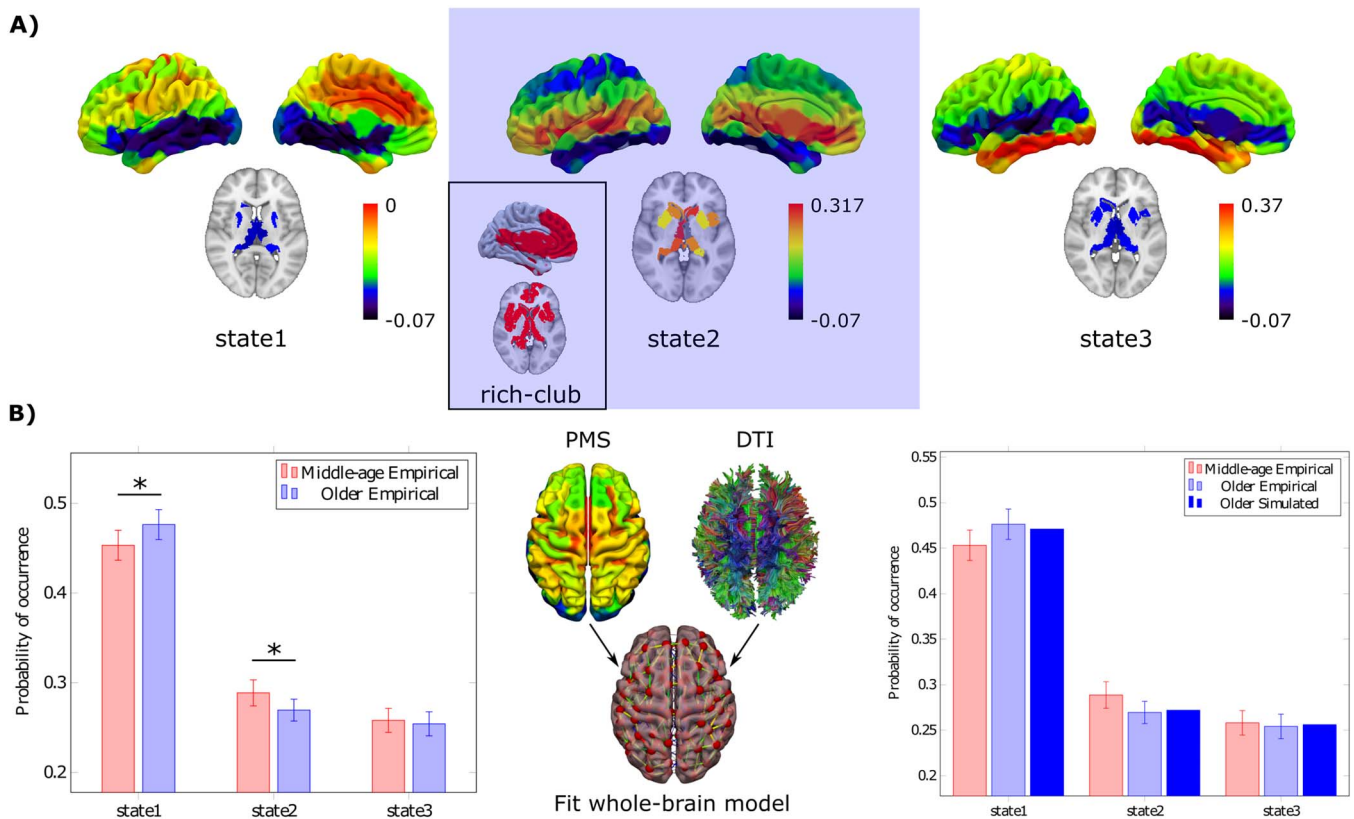 A)
0
-0.07
state1
0.317
-0.07
state2
rich-club
0.37
-0.07
state3
B)
Probability of occurrence
0.5
0.4
0.3
0.2
Middle-age Empirical
Older Empirical
*
*
state1
state2
state3
PMS
DTI
Fit whole-brain model
Probability of occurrence
0.55
0.5
0.45
0.4
0.35
0.3
0.25
0.2
Middle-age Empirical
Older Empirical
Older Simulated
state1
state2
state3